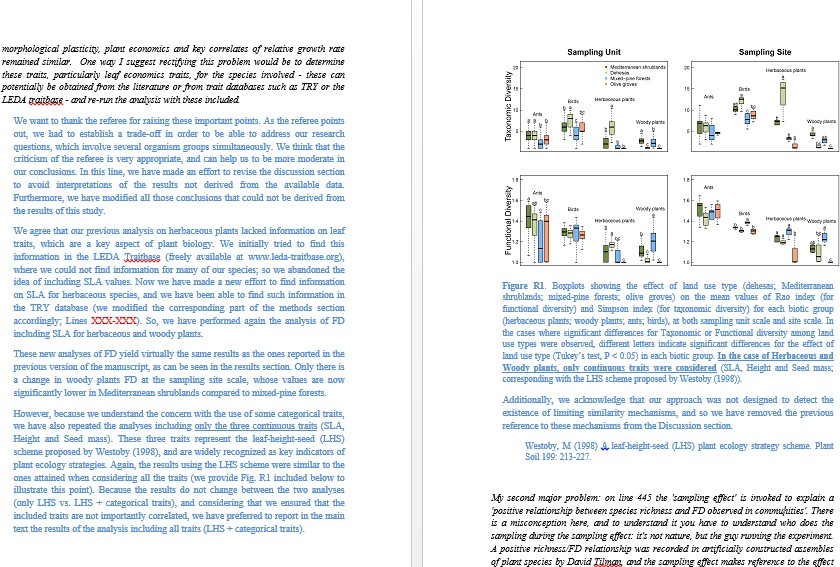 morphological plasticity, plant economics and key correlates of relative growth rate
remained similar. One way I suggest rectifying this problem would be to determine
these traits, particularly leaf economics traits, for the species involved - these can
potentially be obtained from the literature or from trait databases such as TRY or the
LEDA traitbase - and re-run the analysis with these included.
We want to thank the referee for raising these important points. As the referee points
out, we had to establish a trade-off in order to be able to address our research
questions, which involve several organism groups simultaneously. We think that the
criticism of the referee is very appropriate, and can help us to be more moderate in
our conclusions. In this line, we have made an effort to revise the discussion section
to avoid interpretations of the results not derived from the available data.
Furthermore, we have modified all those conclusions that could not be derived from
the results of this study.
We agree that our previous analysis on herbaceous plants lacked information on leaf
traits, which are a key aspect of plant biology. We initially tried to find this
information in the LEDA Traitbase (freely available at www.leda-traitbase.org),
where we could not find information for many of our species; so we abandoned the
idea of including SLA values. Now we have made a new effort to find information
on SLA for herbaceous species, and we have been able to find such information in
the TRY database (we modified the corresponding part of the methods section
accordingly; Lines XXX-XXX). So, we have performed again the analysis of FD
including SLA for herbaceous and woody plants.
These new analyses of FD yield virtually the same results as the ones reported in the
previous version of the manuscript, as can be seen in the results section. Only there is
a change in woody plants FD at the sampling site scale, whose values are now
significantly lower in Mediterranean shrublands compared to mixed-pine forests.
However, because we understand the concern with the use of some categorical traits,
we have also repeated the analyses including only the three continuous traits (SLA,
Height and Seed mass). These three traits represent the leaf-height-seed (LHS)
scheme proposed by Westoby (1998), and are widely recognized as key indicators of
plant ecology strategies. Again, the results using the LHS scheme were similar to the
ones attained when considering all the traits (we provide Fig. R1 included below to
illustrate this point). Because the results do not change between the two analyses
(only LHS vs. LHS + categorical traits), and considering that we ensured that the
included traits are not importantly correlated, we have preferred to report in the main
text the results of the analysis including all traits (LHS + categorical traits).
Sampling Unit
Sampling Site
Taxonomic Diversity
Mediterranean shrublands
Dehesas
Mixed-pine forests
Olive groves
Ants
Birds
Herbaceous plants
Woody plants
Ants
Birds
Herbaceous plants
Woody plants
20
15
10
5
20
15
10
5
Functional Diversity
Ants
Birds
Herbaceous plants
Woody plants
Ants
Birds
Herbaceous plants
Woody plants
1.8
1.6
1.4
1.2
1.0
1.8
1.6
1.4
1.2
1.0
Figure R1. Boxplots showing the effect of land use type (dehesas; Mediterranean
shrublands; mixed-pine forests; olive groves) on the mean values of Rao index (for
functional diversity) and Simpson index (for taxonomic diversity) for each biotic group
(herbaceous plants; woody plants; ants; birds), at both sampling unit scale and site scale. In
the cases where significant differences for Taxonomic or Functional diversity among land
use types were observed, different letters indicate significant differences for the effect of
land use type (Tukey's test, P < 0.05) in each biotic group. In the case of Herbaceous and
Woody plants, only continuous traits were considered (SLA, Height and Seed mass;
corresponding with the LHS scheme proposed by Westoby (1998)).
Additionally, we acknowledge that our approach was not designed to detect the
existence of limiting similarity mechanisms, and so we have removed the previous
reference to these mechanisms from the Discussion section.
Westoby, M (1998) A leaf-height-seed (LHS) plant ecology strategy scheme. Plant
Soil 199: 213-227.
My second major problem: on line 445 the 'sampling effect' is invoked to explain a
'positive relationship between species richness and FD observed in communities'. There
is a misconception here, and to understand it you have to understand who does the
sampling during the sampling effect: it's not nature, but the guy running the experiment.
A positive richness/FD relationship was recorded in artificially constructed assembles
of plant species by David Tilman, and the sampling effect makes reference to the effect